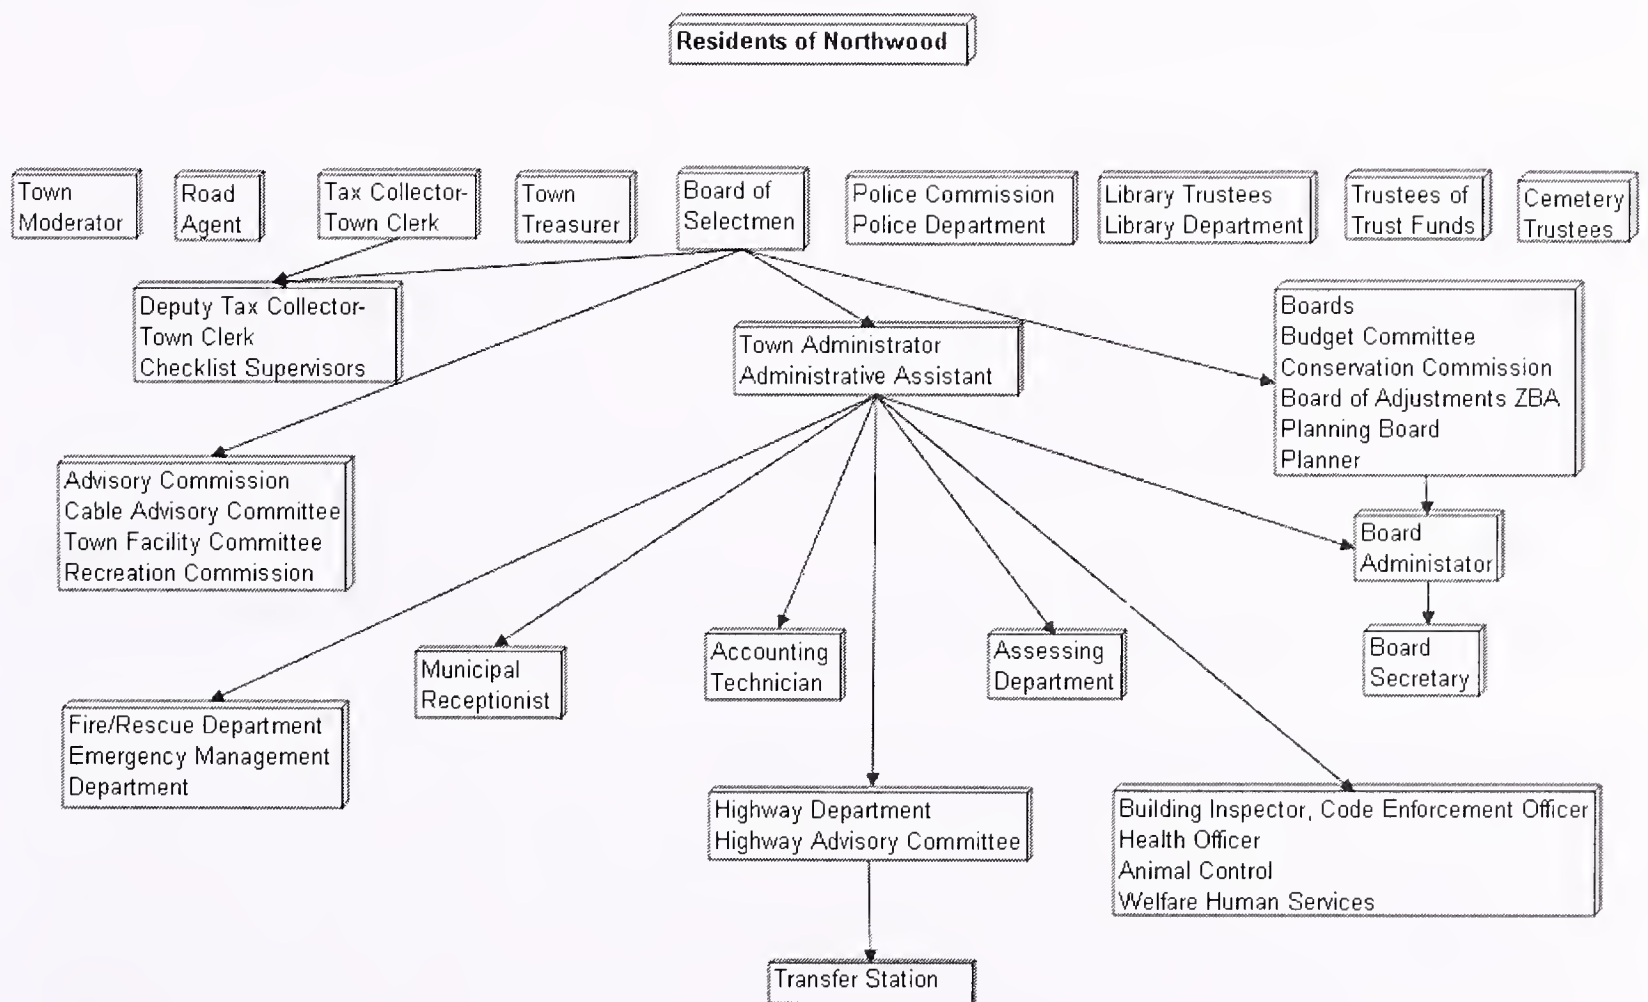 Residents of Northwood
Town
Moderator
Road
Agent
Tax Collector-
Town Clerk
Town
Treasurer
Board of
Selectmen
Police Commission
Police Department
Library Trustees
Library Department
Trustees of
Trust Funds
Cemetery
Trustees
Deputy Tax Collector-
Town Clerk
Checklist Supervisors
Town Administrator
Administrative Assistant
Boards
Budget Committee
Conservation Commission
Board of Adjustments ZBA
Planning Board
Planner
Advisory Commission
Cable Advisory Committee
Town Facility Committee
Recreation Commission
Board
Administator
Board
Secretary
Municipal
Receptionist
Accounting
Technician
Assessing
Department
Fire/Rescue Department
Emergency Management
Department
Highway Department
Highway Advisory Committee
Building Inspector, Code Enforcement Officer
Health Officer
Animal Control
Welfare Human Services
Transfer Station